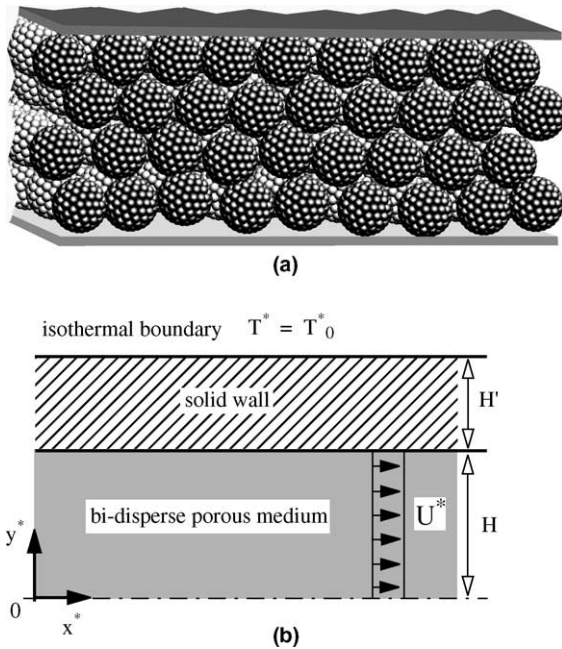 (a)
isothermal boundary T* = T*0
solid wall
H'
bi-disperse porous medium
U*
H
y*
0
x*
(b)